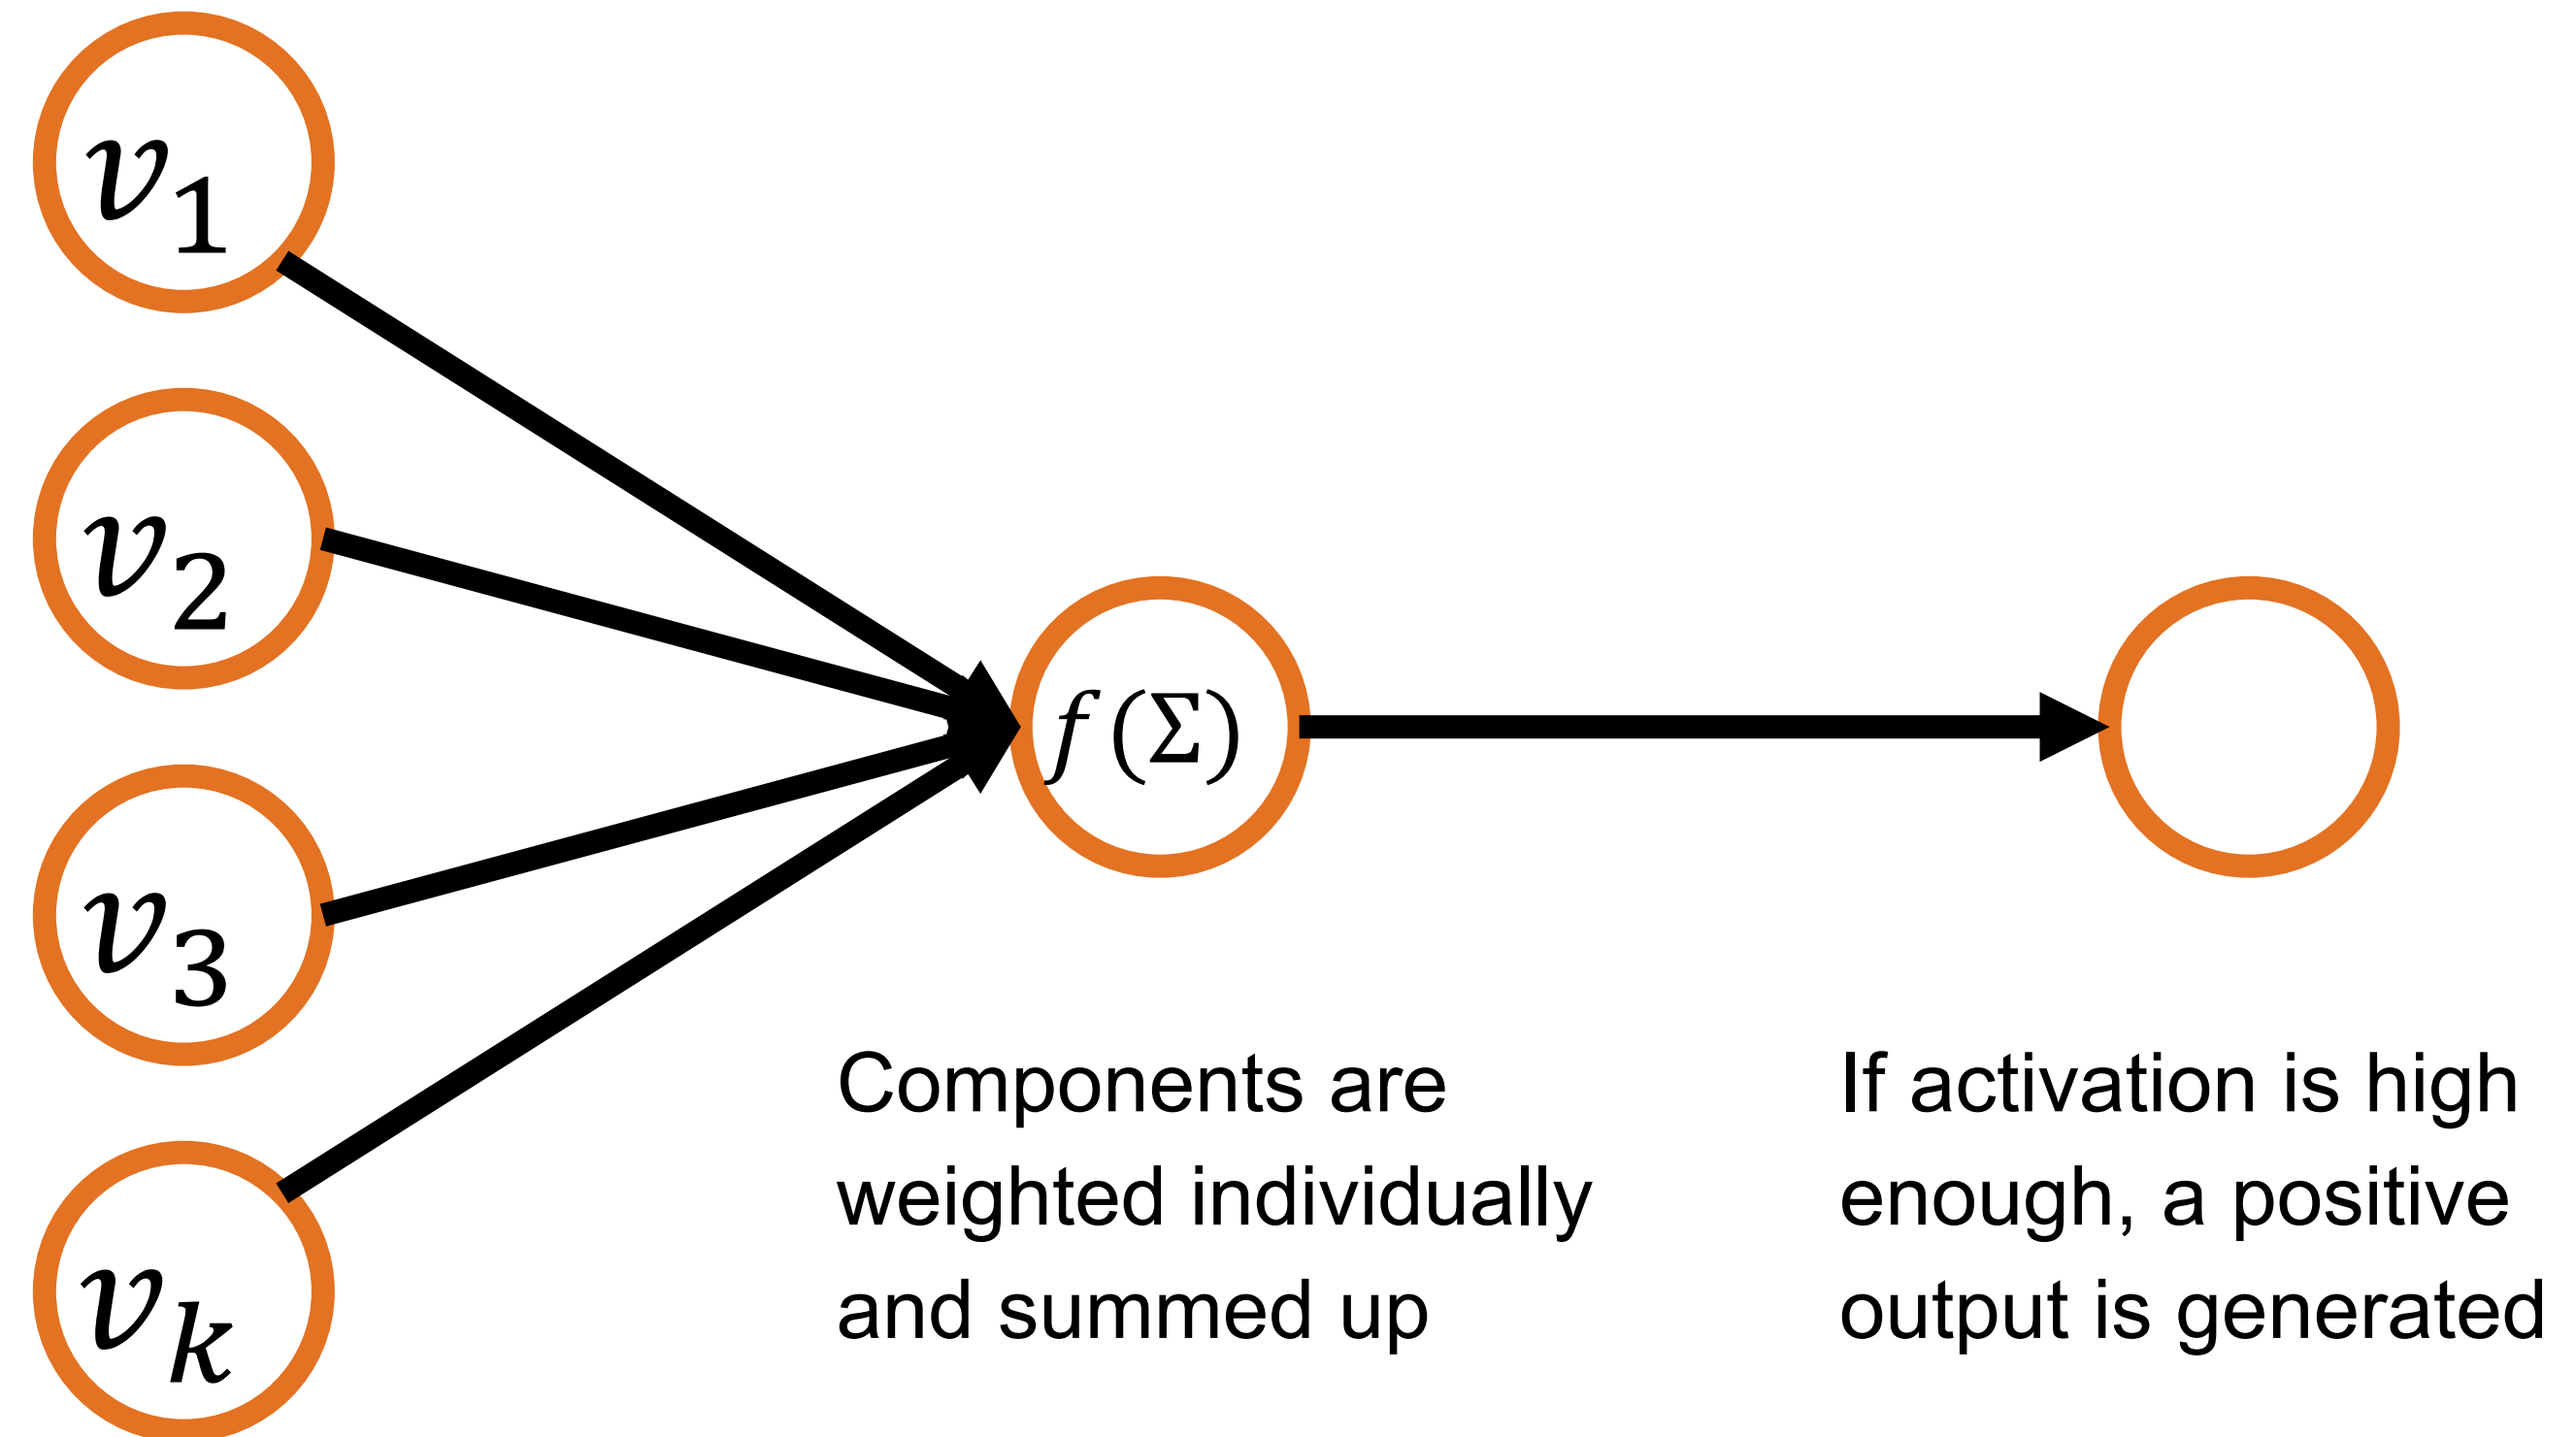 v₁
v₂
v₃
vₖ
f(Σ)
Components are
weighted individually
and summed up
If activation is high
enough, a positive
output is generated